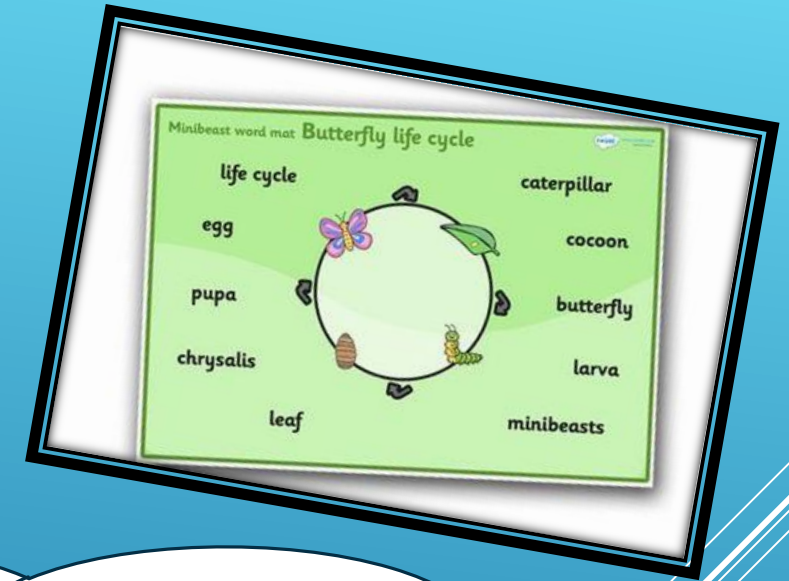 Minibeast word mat Butterfly life cycle
life cycle
caterpillar
egg
cocoon
pupa
butterfly
chrysalis
larva
leaf
minibeasts